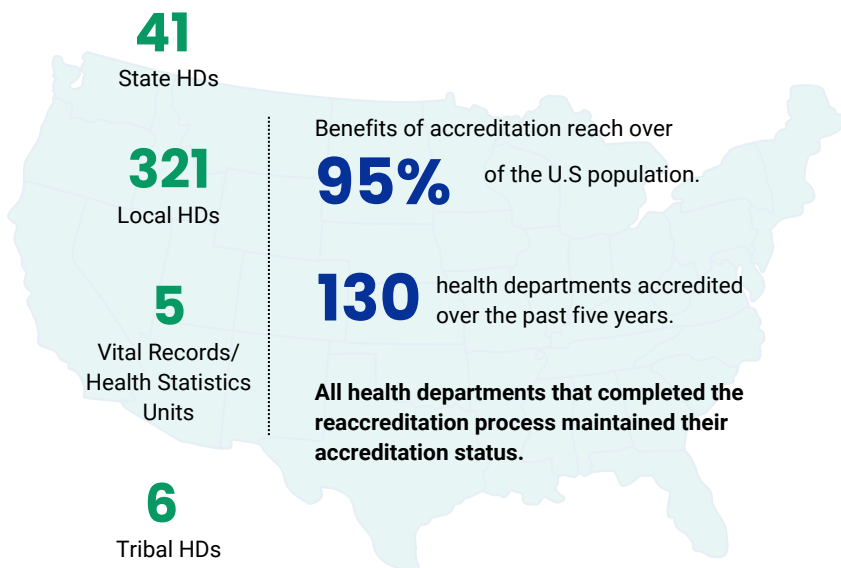 41
State HDs
321
Local HDs
5
Vital Records/
Health Statistics
Units
6
Tribal HDs
Benefits of accreditation reach over
95% of the U.S population.
130 health departments accredited
over the past five years.
All health departments that completed the
reaccreditation process maintained their
accreditation status.